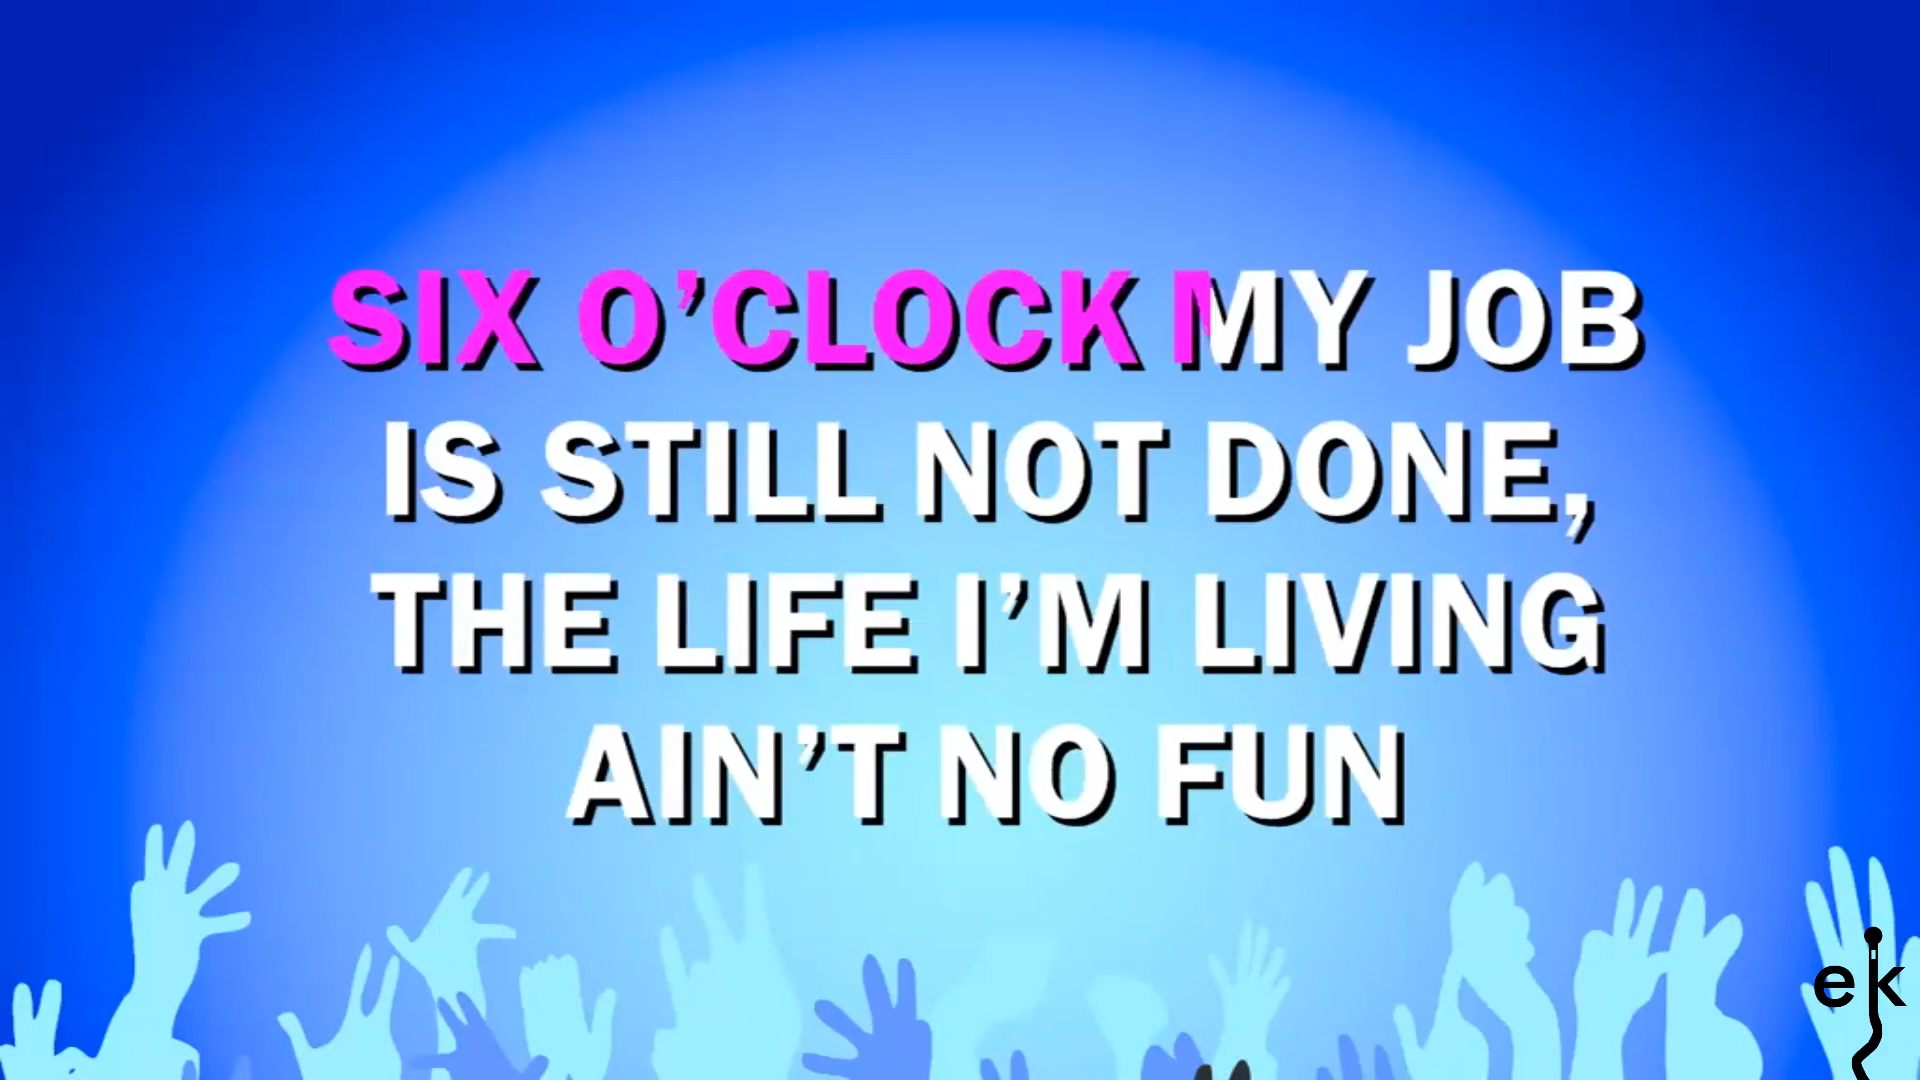 SIX O’CLOCK MY JOB
IS STILL NOT DONE,
THE LIFE I’M LIVING
AIN’T NO FUN
ek